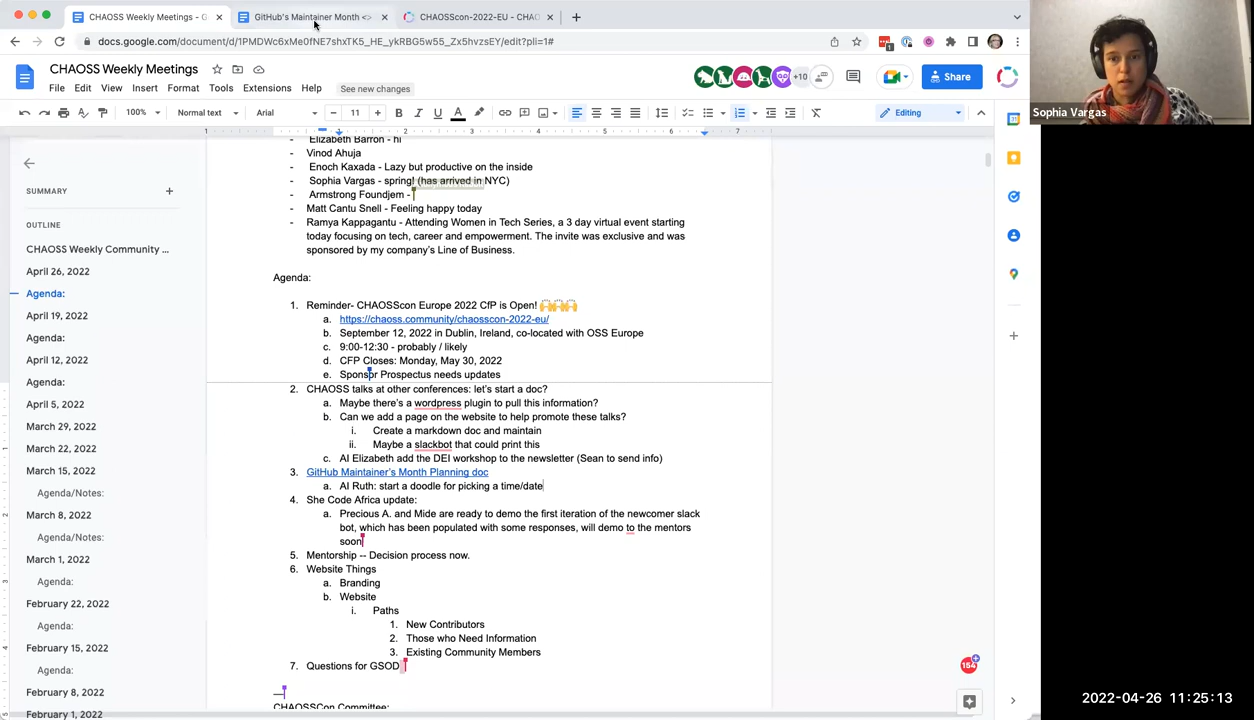 CHAOSS Weekly Meetings - G
GitHub's Maintainer Month <>
CHAOSScon-2022-EU - CHAO
docs.google.com/document/d/1PMDWc6xMe0fNE7shxTK5_HE_ykRBG5w55_Zx5hvzsEY/edit?pli=1#
CHAOSS Weekly Meetings
File Edit View Insert Format Tools Extensions Help
See new changes
+10
Share
100%
Normal text
Arial
11
Editing
Sophia Vargas
1 2 3 4 5 6 7
SUMMARY
OUTLINE
CHAOSS Weekly Community ...
April 26, 2022
Agenda:
April 19, 2022
Agenda:
April 12, 2022
Agenda:
April 5, 2022
March 29, 2022
March 22, 2022
March 15, 2022
Agenda/Notes:
March 8, 2022
Agenda/Notes:
March 1, 2022
Agenda:
February 22, 2022
Agenda:
February 15, 2022
Agenda:
February 8, 2022
February 1, 2022
- Elizabeth Barron - hi
- Vinod Ahuja
- Enoch Kaxada - Lazy but productive on the inside
- Sophia Vargas - spring! (has arrived in NYC)
- Armstrong Foundjem -
- Matt Cantu Snell - Feeling happy today
- Ramya Kappagantu - Attending Women in Tech Series, a 3 day virtual event starting
today focusing on tech, career and empowerment. The invite was exclusive and was
sponsored by my company's Line of Business.
Agenda:
1. Reminder- CHAOSScon Europe 2022 CfP is Open! 🙌🙌🙌
a. https://chaoss.community/chaosscon-2022-eu/
b. September 12, 2022 in Dublin, Ireland, co-located with OSS Europe
c. 9:00-12:30 - probably / likely
d. CFP Closes: Monday, May 30, 2022
e. Sponsor Prospectus needs updates
2. CHAOSS talks at other conferences: let's start a doc?
a. Maybe there's a wordpress plugin to pull this information?
b. Can we add a page on the website to help promote these talks?
i. Create a markdown doc and maintain
ii. Maybe a slackbot that could print this
c. AI Elizabeth add the DEI workshop to the newsletter (Sean to send info)
3. GitHub Maintainer's Month Planning doc
a. AI Ruth: start a doodle for picking a time/date
4. She Code Africa update:
a. Precious A. and Mide are ready to demo the first iteration of the newcomer slack
bot, which has been populated with some responses, will demo to the mentors
soon
5. Mentorship -- Decision process now.
6. Website Things
a. Branding
b. Website
i. Paths
1. New Contributors
2. Those who Need Information
3. Existing Community Members
7. Questions for GSOD
—
CHAOSSCon Committee:
154
2022-04-26 11:25:13